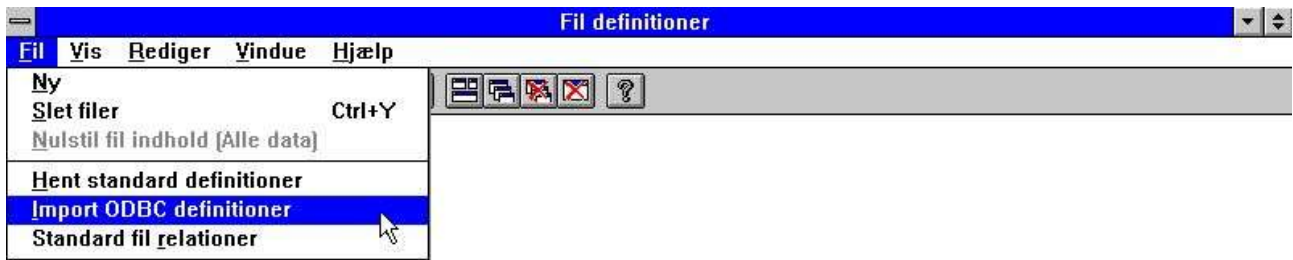 Fil definitioner
Fil Vis Rediger Vindue Hjælp
Ny
Slet filer Ctrl+Y
Nulstil fil indhold (Alle data)
Hent standard definitioner
Import ODBC definitioner
Standard fil relationer